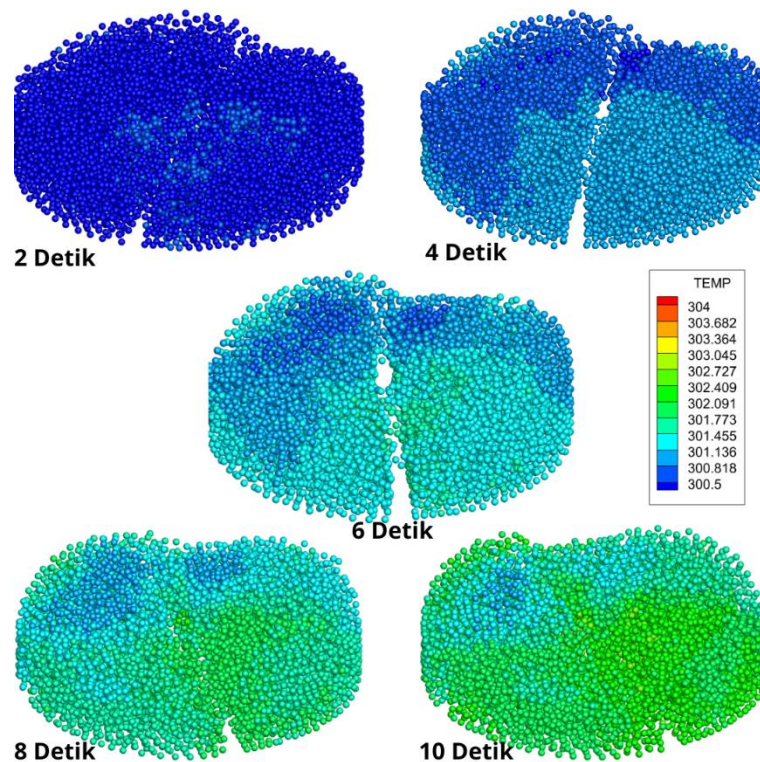 2 Detik
4 Detik
TEMP
304
303.682
303.364
303.045
302.727
302.409
302.091
301.773
301.455
301.136
300.818
300.5
6 Detik
8 Detik
10 Detik